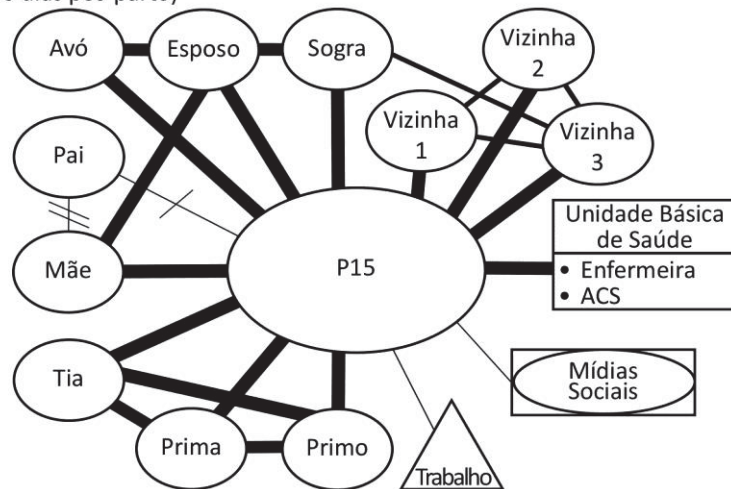 Avó
Esposo
Sogra
Vizinha
2
Vizinha
1
Vizinha
3
Pai
Mãe
P15
Unidade Básica
de Saúde
• Enfermeira
• ACS
Tia
Prima
Primo
Mídias
Sociais
Trabalho